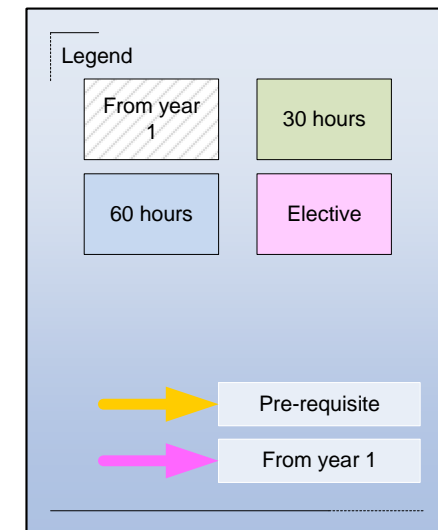 Legend
From year
1
30 hours
60 hours
Elective
Pre-requisite
From year 1